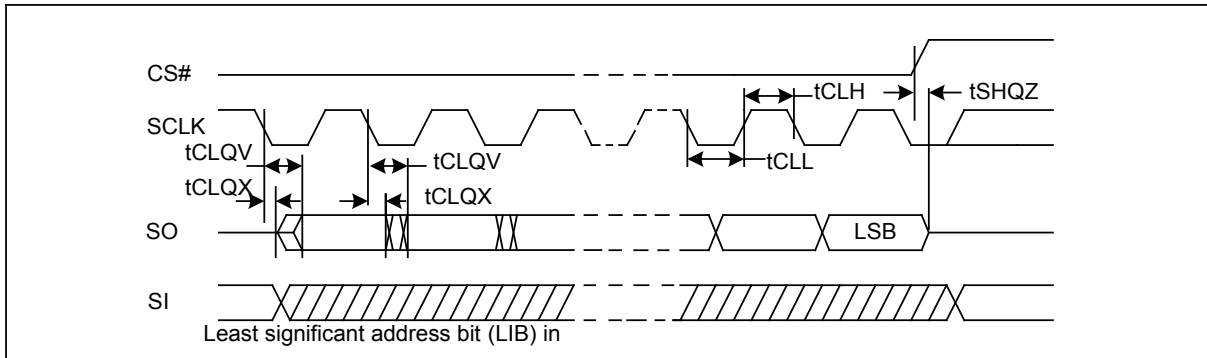 CS#
tCLH
tSHQZ
SCLK
tCLQV
tCLQV
tCLL
tCLQX
tCLQX
SO
LSB
SI
Least significant address bit (LIB) in